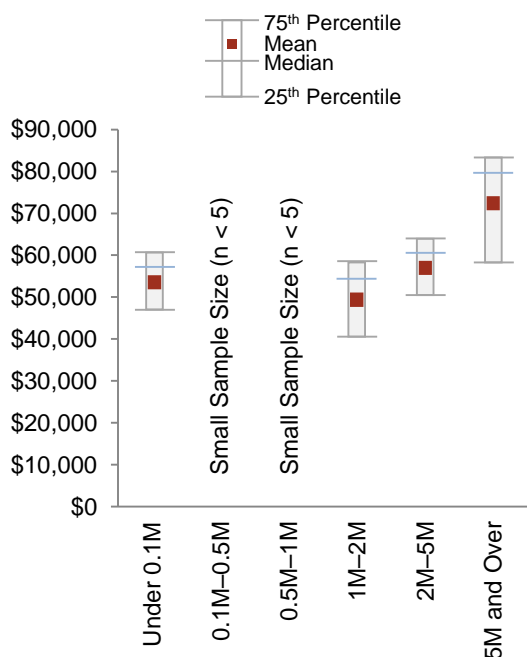 75th Percentile
Mean
Median
25th Percentile
$90,000
$80,000
$70,000
$60,000
$50,000
$40,000
$30,000
$20,000
$10,000
$0
Small Sample Size (n < 5)
Small Sample Size (n < 5)
Under 0.1M
0.1M–0.5M
0.5M–1M
1M–2M
2M–5M
5M and Over